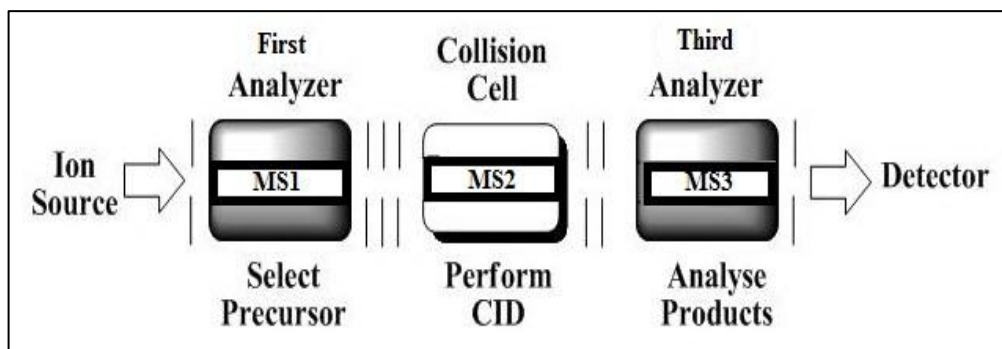 First
Analyzer
Collision
Cell
Third
Analyzer
Ion
Source
MS1
MS2
MS3
Detector
Select
Precursor
Perform
CID
Analyse
Products